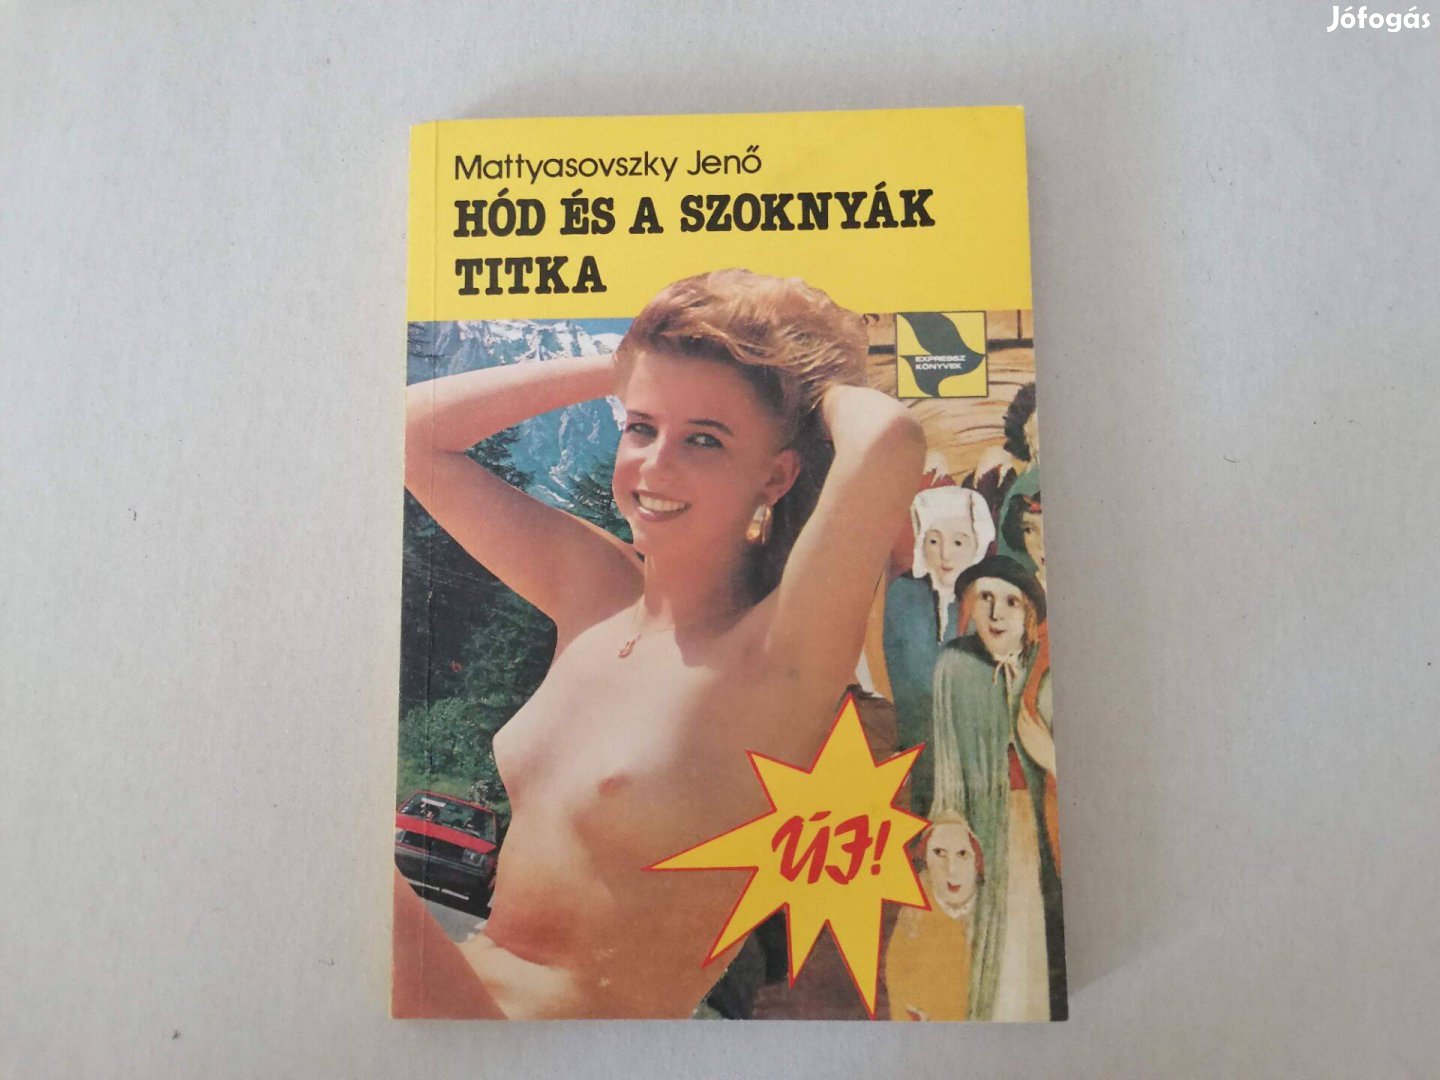 Jófogás
Mattyasovszky Jenő
HÓD ÉS A SZOKNYÁK
TITKA
EXPRESSZ
KÖNYVEK
ÚJ!